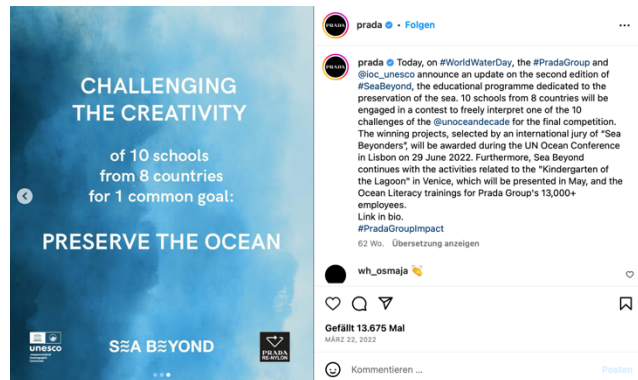 CHALLENGING
THE CREATIVITY
of 10 schools
from 8 countries
for 1 common goal:
PRESERVE THE OCEAN
unesco
SEA BEYOND
PRADA
RE-NYLON
PRADA
prada • Folgen
PRADA
prada Today, on #WorldWaterDay, the #PradaGroup and
@ioc_unesco announce an update on the second edition of
#SeaBeyond, the educational programme dedicated to the
preservation of the sea. 10 schools from 8 countries will be
engaged in a contest to freely interpret one of the 10
challenges of the @unoceandecade for the final competition.
The winning projects, selected by an international jury of “Sea
Beyonders”, will be awarded during the UN Ocean Conference
in Lisbon on 29 June 2022. Furthermore, Sea Beyond
continues with the activities related to the "Kindergarten of
the Lagoon" in Venice, which will be presented in May, and the
Ocean Literacy trainings for Prada Group's 13,000+
employees.
Link in bio.
#PradaGroupImpact
62 Wo. Übersetzung anzeigen
wh_osmaja 👏
Gefällt 13.675 Mal
MÄRZ 22, 2022
Kommentieren ...
Posten